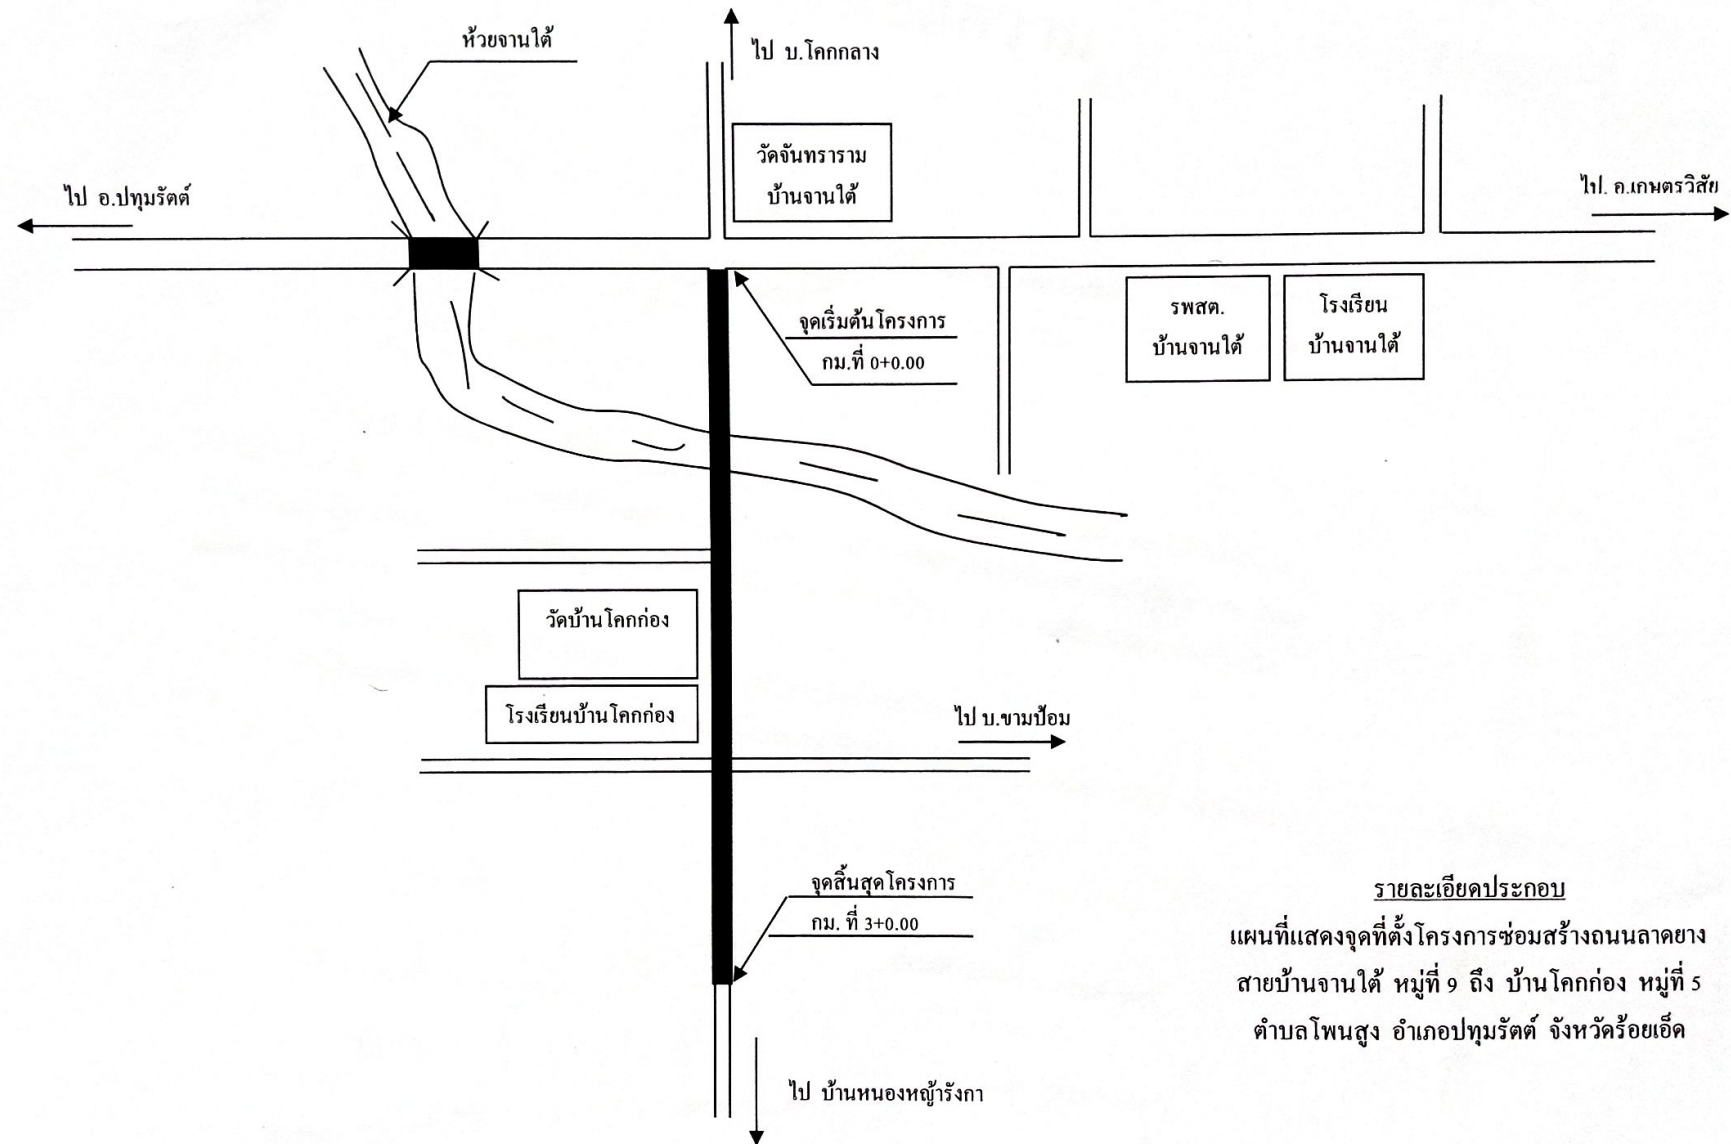 ห้วยจานใต้
ไป บ.โคกกลาง
วัดจันทราราม
บ้านจานใต้
ไป อ.ปทุมรัตต์
ไป. อ.เกษตรวิสัย
จุดเริ่มต้นโครงการ
กม.ที่ 0+0.00
รพสต.
บ้านจานใต้
โรงเรียน
บ้านจานใต้
วัดบ้านโคกก่อง
โรงเรียนบ้านโคกก่อง
ไป บ.ขามป้อม
จุดสิ้นสุดโครงการ
กม. ที่ 3+0.00
รายละเอียดประกอบ
แผนที่แสดงจุดที่ตั้งโครงการซ่อมสร้างถนนลาดยาง
สายบ้านจานใต้ หมู่ที่ 9 ถึง บ้านโคกก่อง หมู่ที่ 5
ตำบลโพนสูง อำเภอปทุมรัตต์ จังหวัดร้อยเอ็ด
ไป บ้านหนองหญ้ารังกา